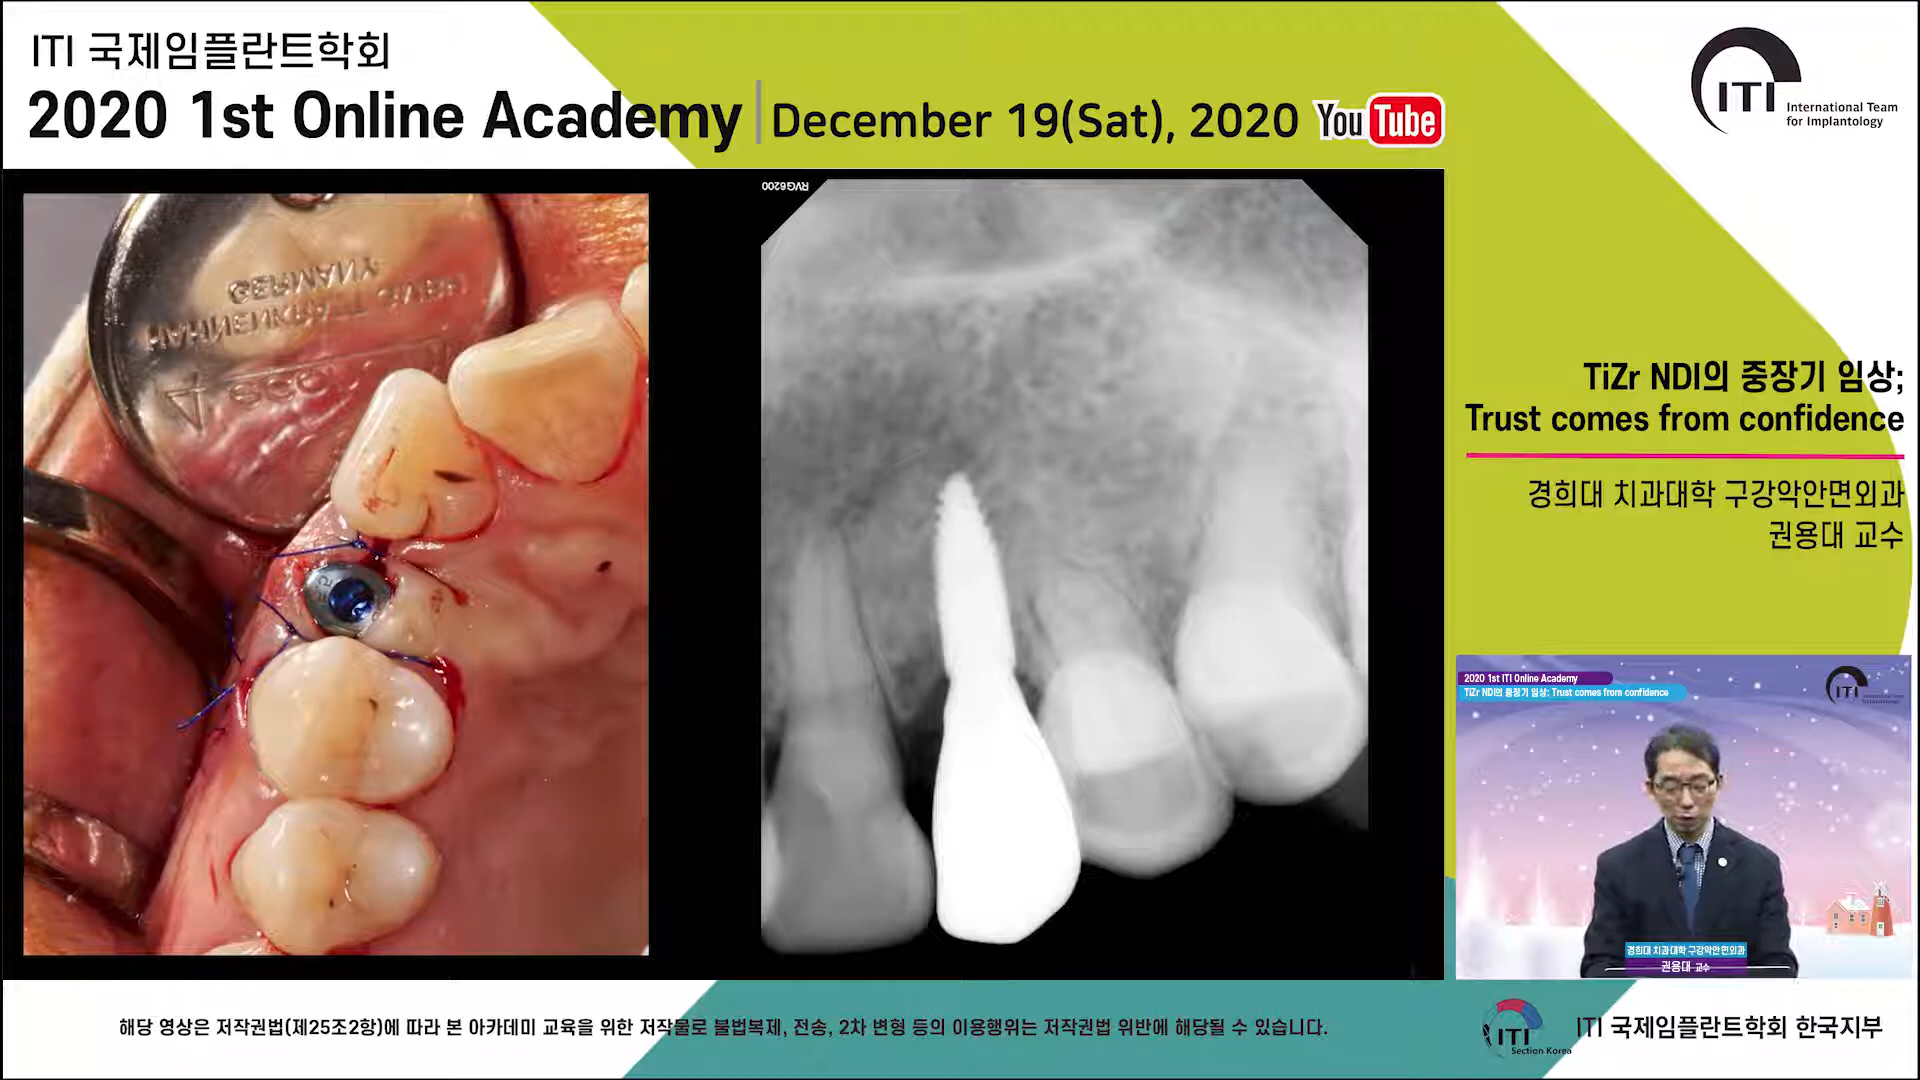 ITI 국제임플란트학회
2020 1st Online Academy
December 19(Sat), 2020 YouTube
ITI
International Team
for Implantology
RVG6200
GERMANY
TiZr NDI의 중장기 임상;
Trust comes from confidence
경희대 치과대학 구강악안면외과
권용대 교수
2020 1st ITI Online Academy
TiZr NDI의 중장기 임상: Trust comes from confidence
ITI
경희대 치과대학 구강악안면외과
권용대 교수
해당 영상은 저작권법(제25조2항)에 따라 본 아카데미 교육을 위한 저작물로 불법복제, 전송, 2차 변형 등의 이용행위는 저작권법 위반에 해당될 수 있습니다.
ITI
Section Korea
ITI 국제임플란트학회 한국지부